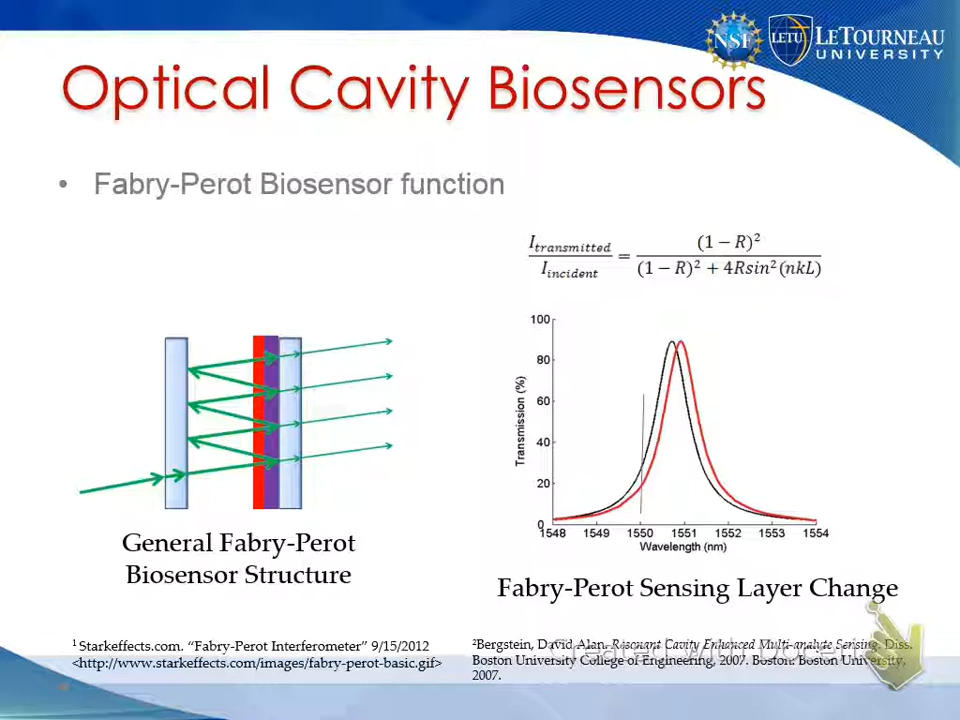 NSF
LETU
LETOURNEAU
UNIVERSITY
Optical Cavity Biosensors
• Fabry-Perot Biosensor function
I_transmitted / I_incident = (1 − R)² / (1 − R)² + 4Rsin²(nkL)
100
80
60
40
20
0
Transmission (%)
1548 1549 1550 1551 1552 1553 1554
Wavelength (nm)
General Fabry-Perot
Biosensor Structure
Fabry-Perot Sensing Layer Change
1 Starkeffects.com. “Fabry-Perot Interferometer” 9/15/2012
<http://www.starkeffects.com/images/fabry-perot-basic.gif>
2Bergstein, David Alan. Resonant Cavity Enhanced Multi-analyte Sensing. Diss.
Boston University College of Engineering, 2007. Boston: Boston University,
2007.
Created with